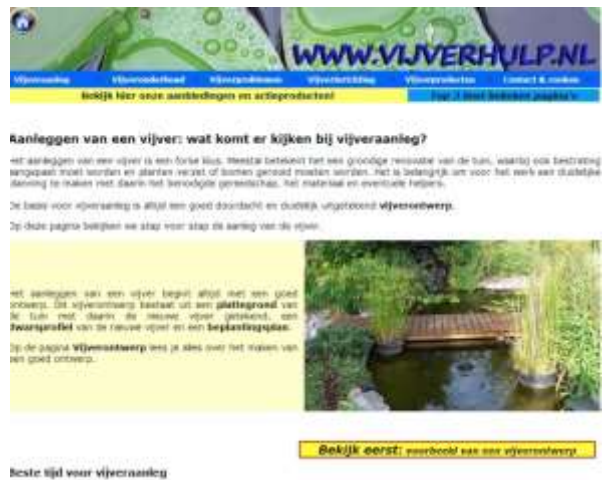 WWW.VIJVERHULP.NL
Vijveraanleg Vijveronderhoud Vijverproblemen Vijverinrichting Vijverproducten Contact & zoeken
Bekijk hier onze aanbiedingen en actieproducten! Top 3 best bekeken pagina's
Aanleggen van een vijver: wat komt er kijken bij vijveraanleg?
Het aanleggen van een vijver is een forse klus. Meestal betekent het een grondige renovatie van de tuin, waarbij ook bestrating
aangepast moet worden en planten verzet of bomen gerooid moeten worden. Het is belangrijk om voor het werk een duidelijke
planning te maken met daarin het benodigde gereedschap, het materiaal en eventuele helpers.
De basis voor vijveraanleg is altijd een goed doordacht en duidelijk uitgetekend vijverontwerp.
Op deze pagina bekijken we stap voor stap de aanleg van de vijver.
Het aanleggen van een vijver begint altijd met een goed
ontwerp. Dit vijverontwerp bestaat uit een plattegrond van
de tuin met daarin de nieuwe vijver getekend, een
dwarsprofiel van de nieuwe vijver en een beplantingsplan.
Op de pagina Vijverontwerp lees je alles over het maken van
een goed ontwerp.
Bekijk eerst: voorbeeld van een vijverontwerp
Beste tijd voor vijveraanleg